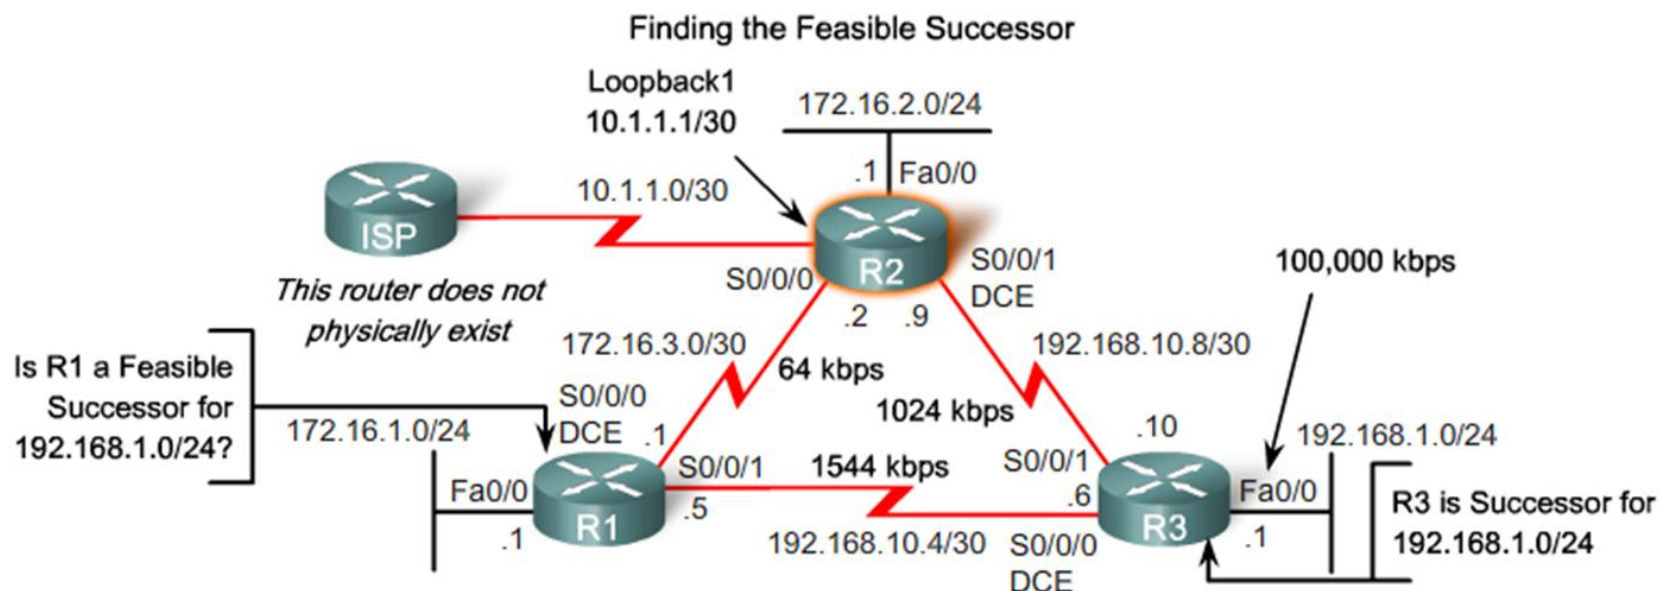 Finding the Feasible Successor
Loopback1
10.1.1.1/30
172.16.2.0/24
.1
Fa0/0
10.1.1.0/30
ISP
This router does not
physically exist
R2
S0/0/0
S0/0/1
DCE
.2
.9
100,000 kbps
172.16.3.0/30
64 kbps
192.168.10.8/30
1024 kbps
Is R1 a Feasible
Successor for
192.168.1.0/24?
172.16.1.0/24
S0/0/0
DCE
.1
Fa0/0
.1
R1
S0/0/1
.5
1544 kbps
192.168.10.4/30
S0/0/1
.6
.10
S0/0/0
DCE
R3
192.168.1.0/24
Fa0/0
.1
R3 is Successor for
192.168.1.0/24